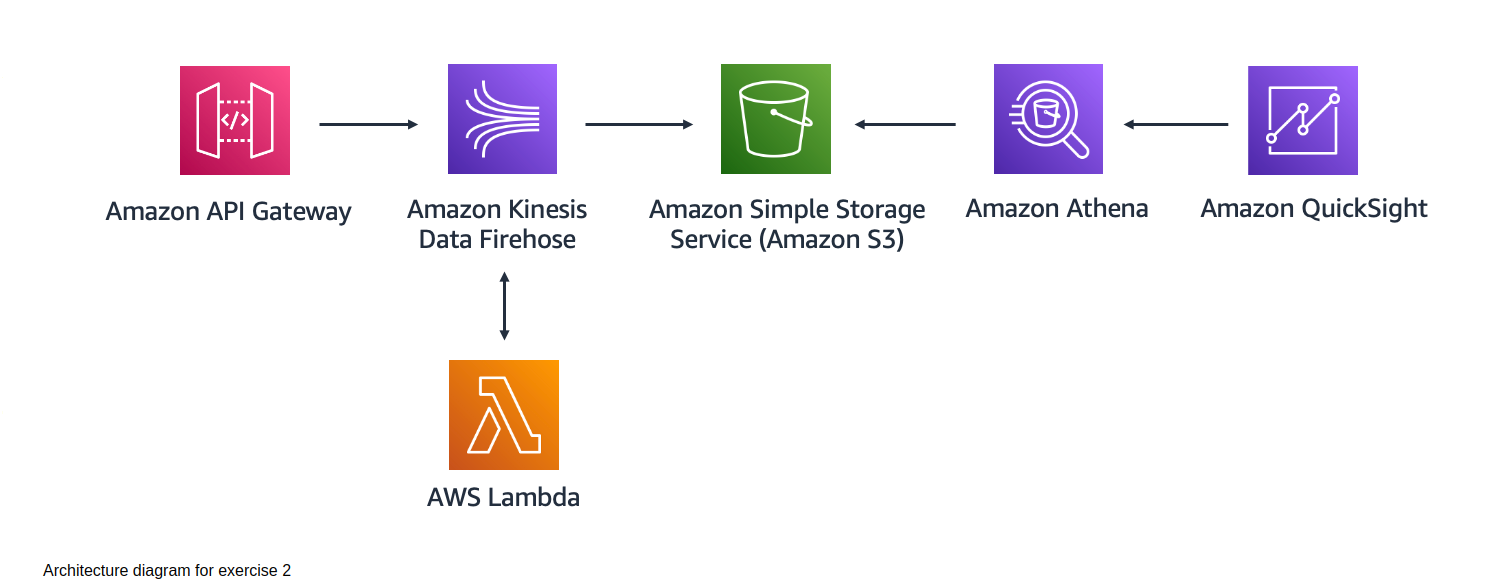 </>
Amazon API Gateway
Amazon Kinesis
Data Firehose
Amazon Simple Storage
Service (Amazon S3)
Amazon Athena
Amazon QuickSight
AWS Lambda
Architecture diagram for exercise 2